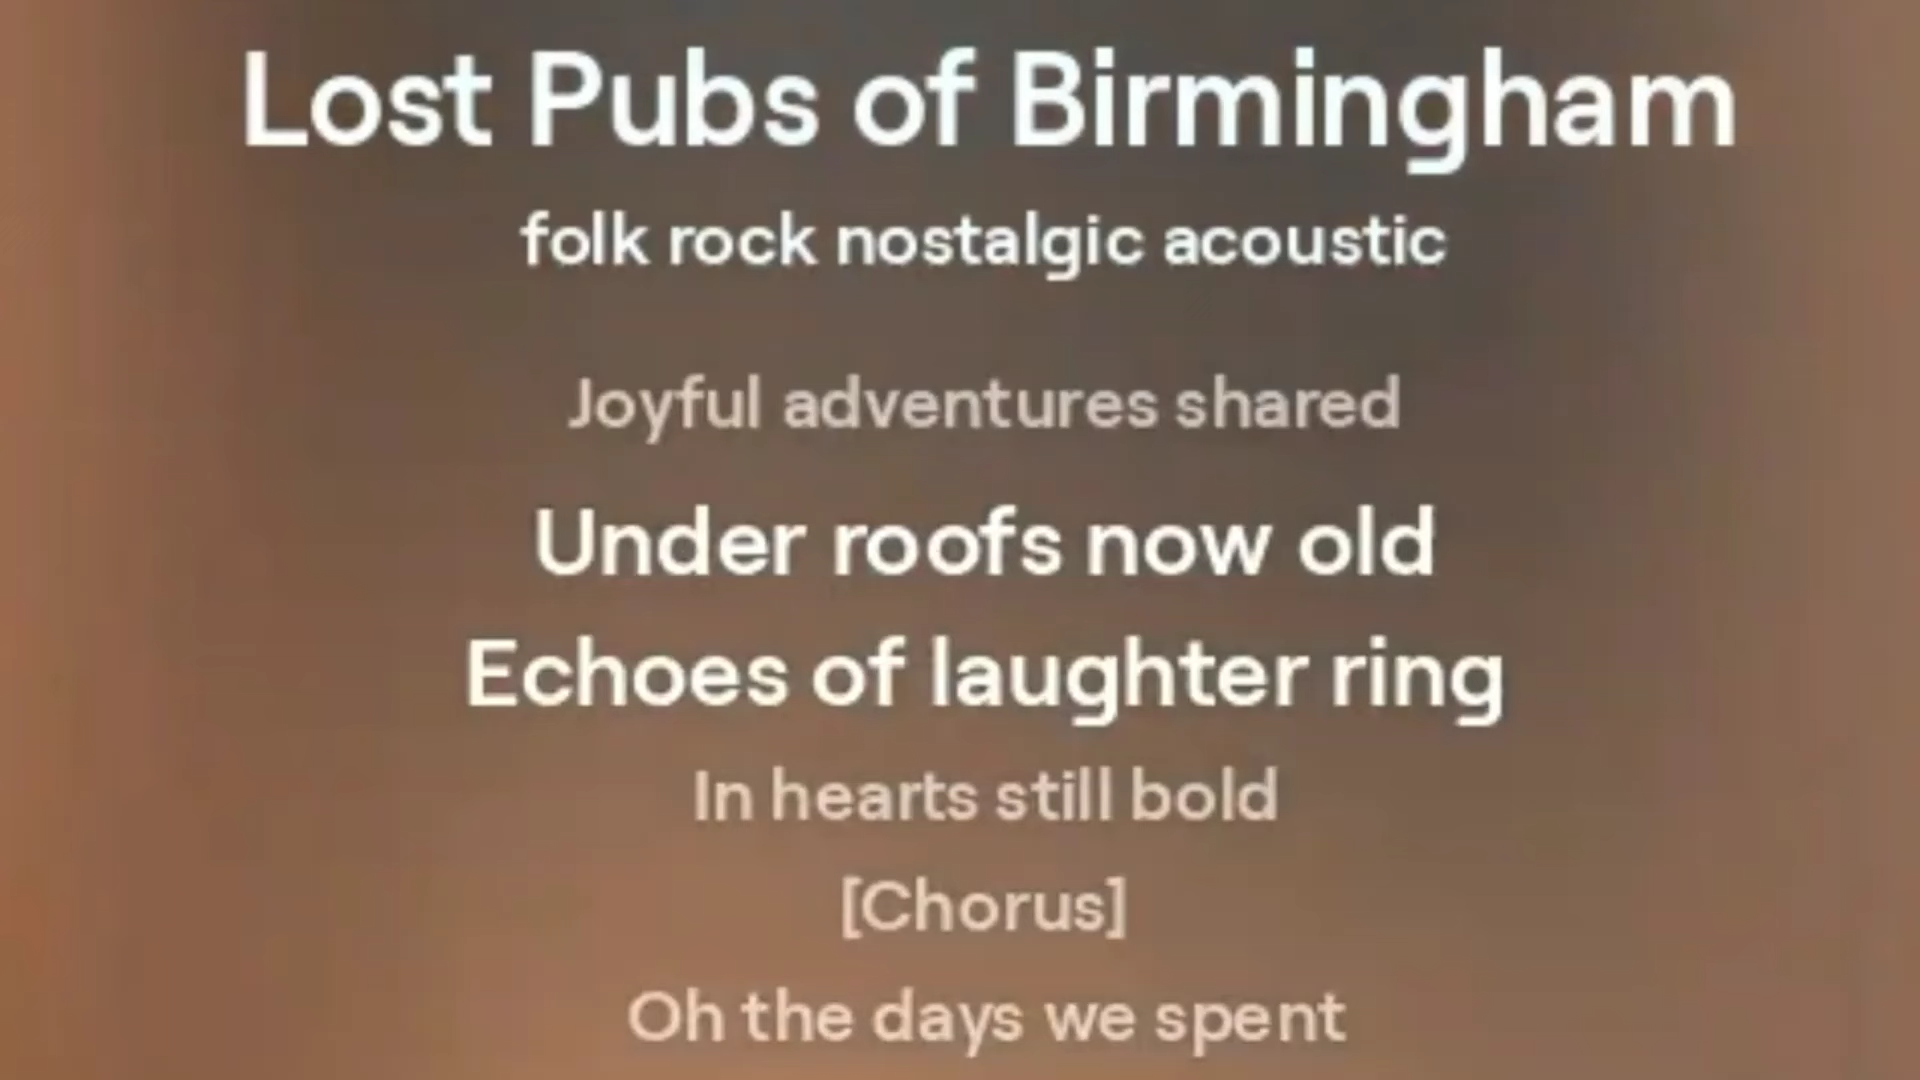 Lost Pubs of Birmingham
folk rock nostalgic acoustic
Joyful adventures shared
Under roofs now old
Echoes of laughter ring
In hearts still bold
[Chorus]
Oh the days we spent